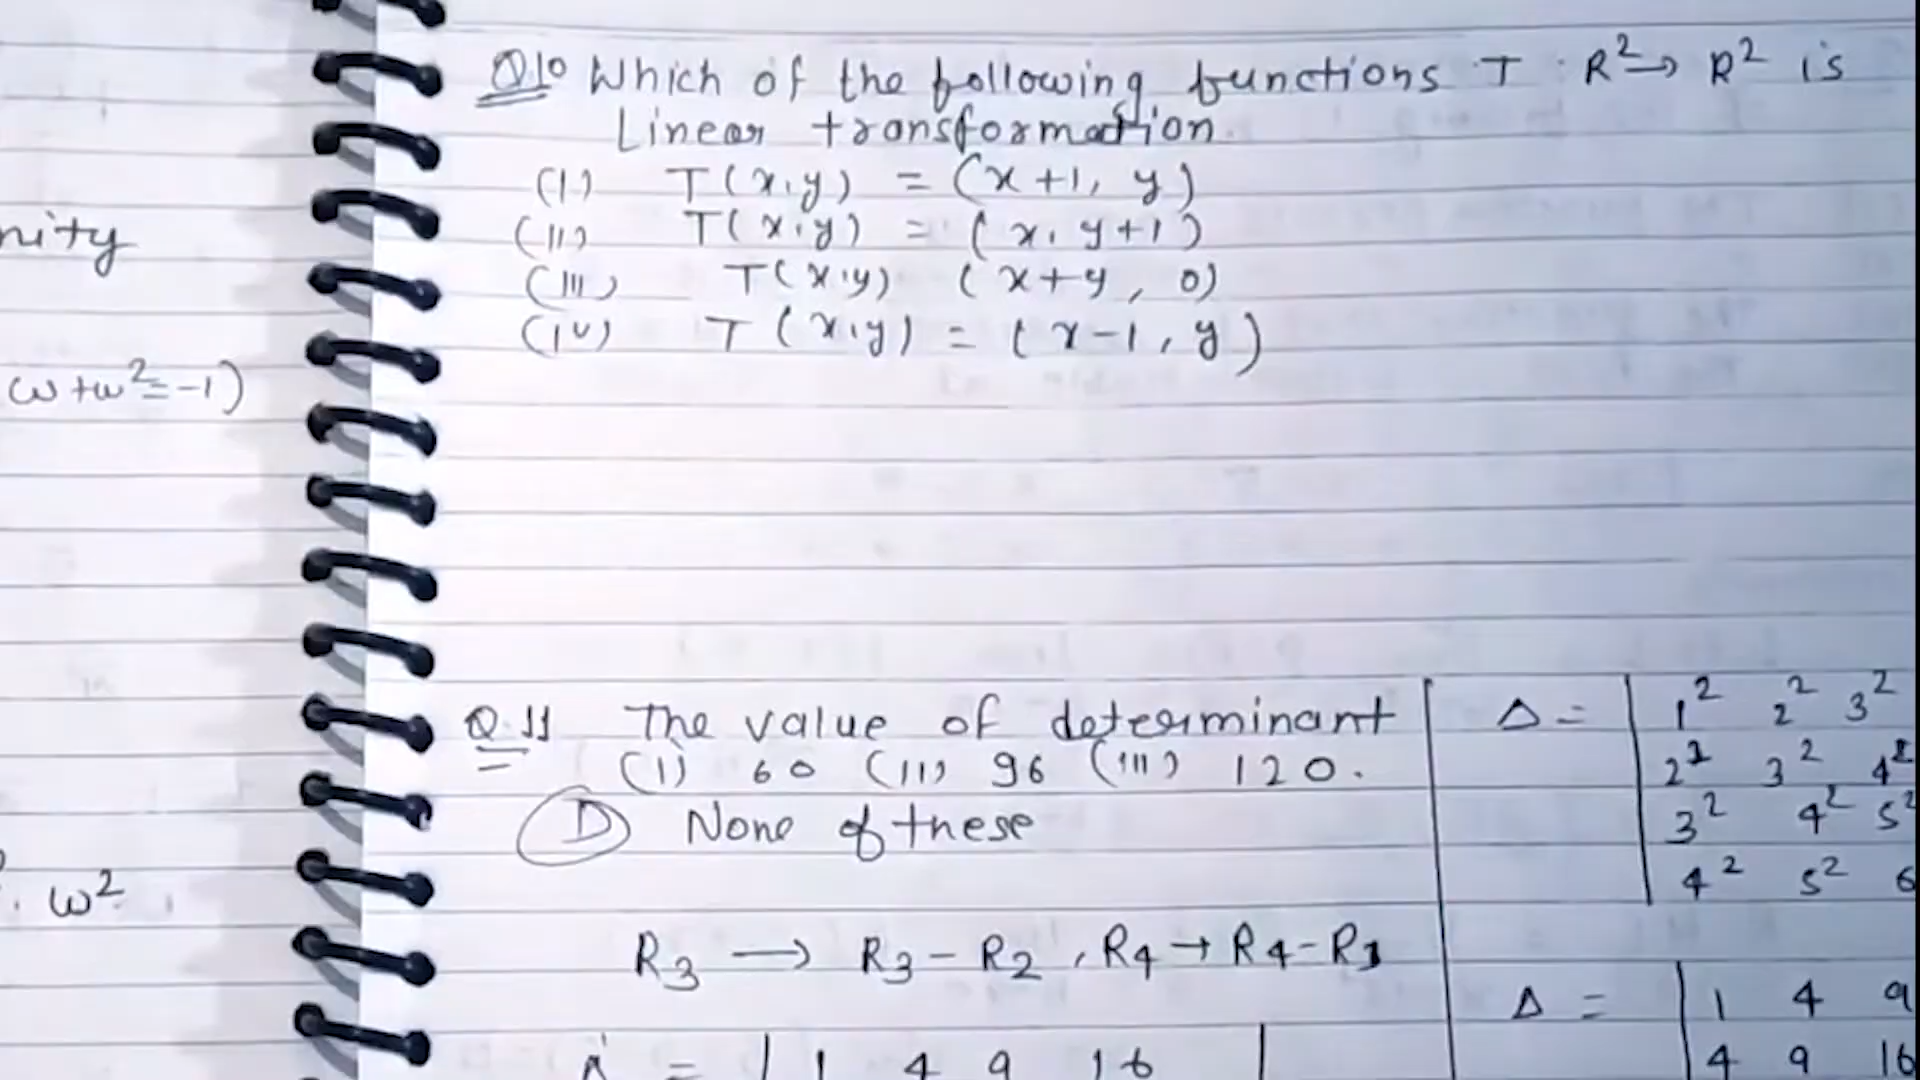 nity
ω+ω²=-1)
ω²
Q10 Which of the following functions T: R²→ R² is
Linear transformation.
(i) T(x,y) = (x+1, y)
(ii) T(x,y) = (x, y+1)
(iii) T(x,y) (x+y, 0)
(iv) T(x,y) = (x-1, y)
Q.11 The value of determinant
(i) 60 (ii) 96 (iii) 120.
D None of these
Δ = | 1² 2² 3²
2² 3² 4²
3² 4² 5²
4² 5² 6
R₃ → R₃-R₂, R₄→R₄-R₃
Δ = | 1 4 9
4 9 16
Δ = | 1 4 9 16 |